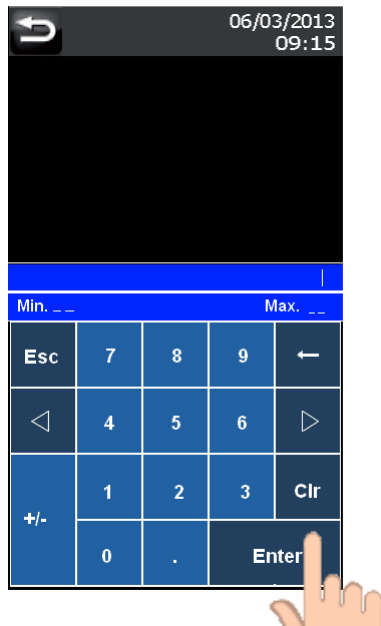 06/03/2013
09:15
Min. _ _ Max. _ _
Esc 7 8 9 ←
◁ 4 5 6 ▷
+/- 1 2 3 Clr
0 . Enter